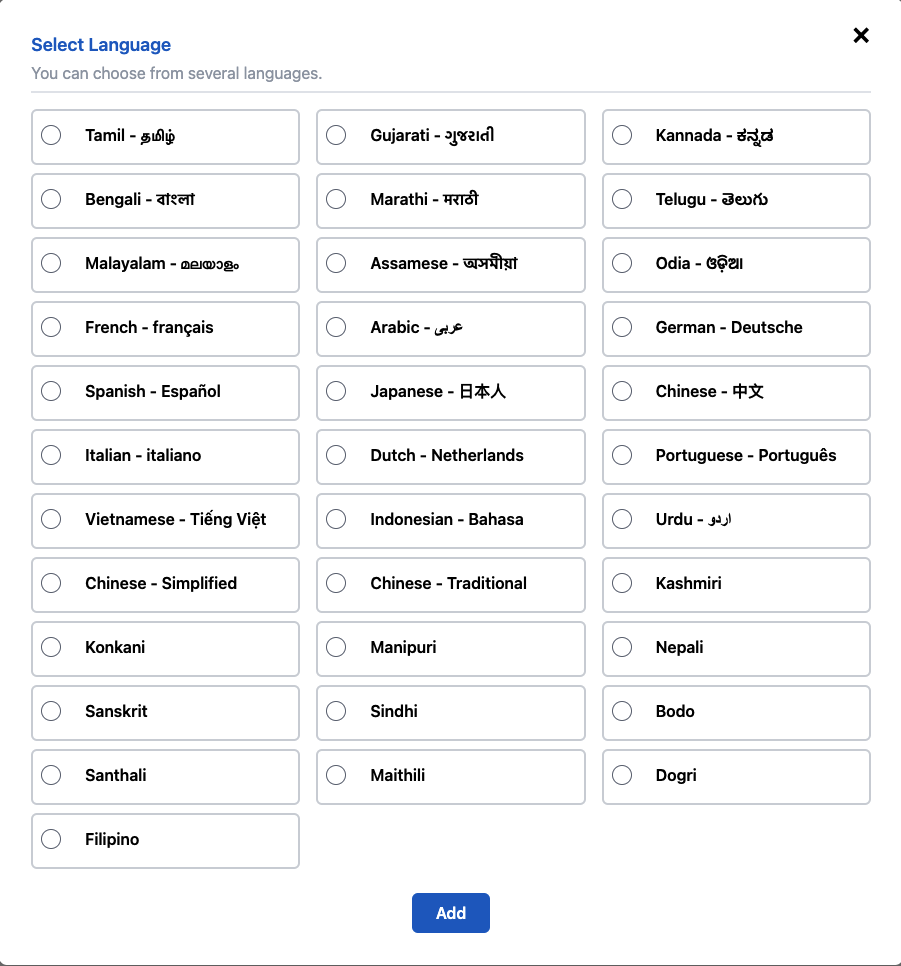 Select Language
You can choose from several languages.
Tamil - தமிழ்
Gujarati - ગુજરાતી
Kannada - ಕನ್ನಡ
Bengali - বাংলা
Marathi - मराठी
Telugu - తెలుగు
Malayalam - മലയാളം
Assamese - অসমীয়া
Odia - ଓଡ଼ିଆ
French - français
Arabic - عربى
German - Deutsche
Spanish - Español
Japanese - 日本人
Chinese - 中文
Italian - italiano
Dutch - Netherlands
Portuguese - Português
Vietnamese - Tiếng Việt
Indonesian - Bahasa
Urdu - اردو
Chinese - Simplified
Chinese - Traditional
Kashmiri
Konkani
Manipuri
Nepali
Sanskrit
Sindhi
Bodo
Santhali
Maithili
Dogri
Filipino
Add